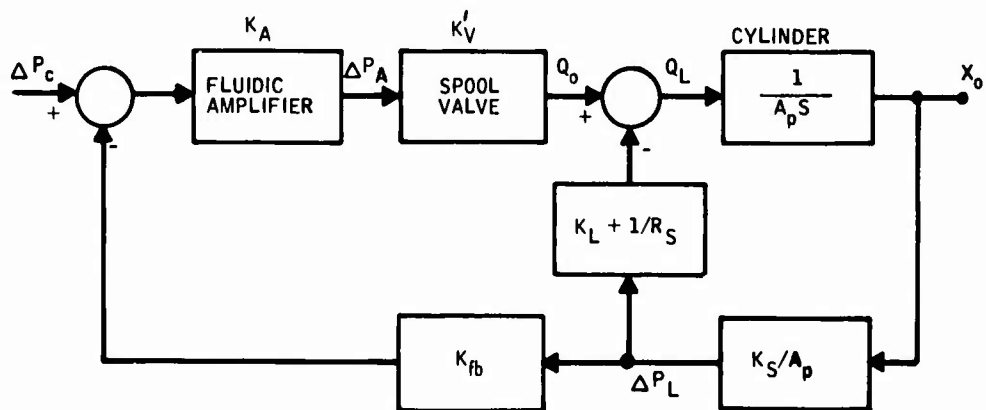 K_A
K'_V
CYLINDER
ΔP_c
+
-
FLUIDIC
AMPLIFIER
ΔP_A
SPOOL
VALVE
Q_o
+
-
Q_L
1
A_pS
X_o
K_L + 1/R_S
K_fb
ΔP_L
K_S/A_p